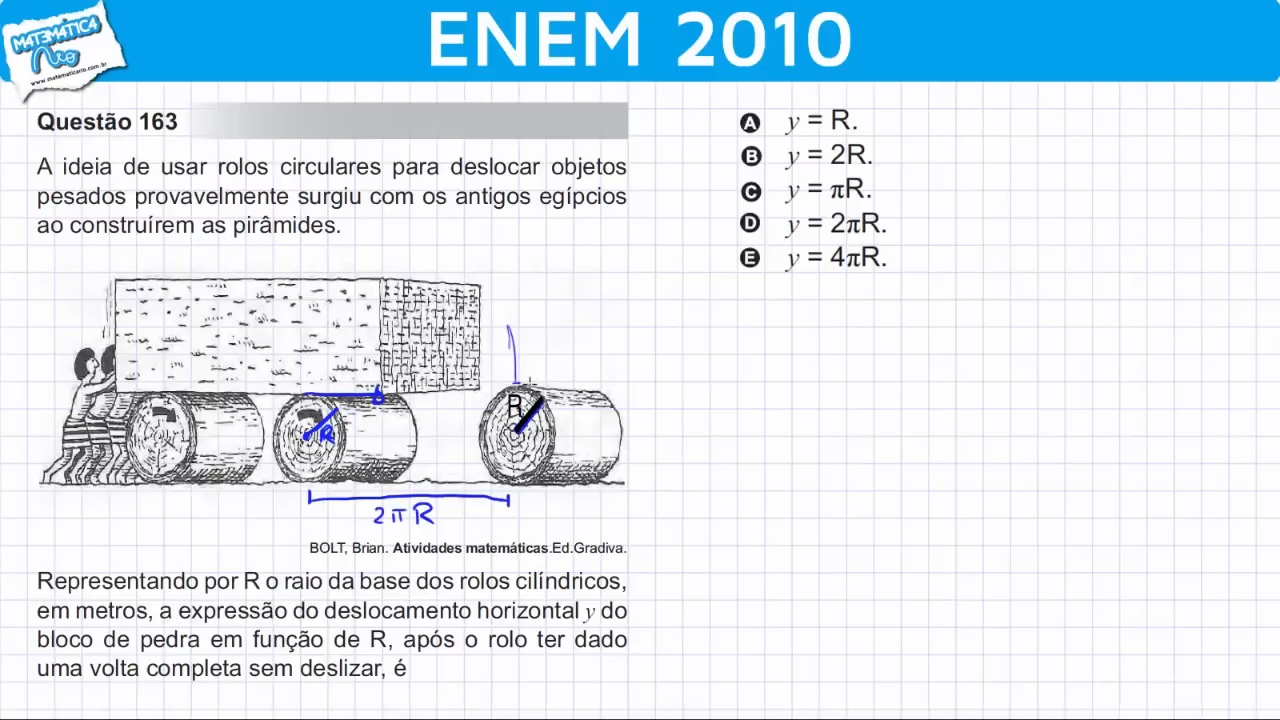 ENEM 2010
MATEMÁTICA
Rio
www.matematicario.com.br
Questão 163
A ideia de usar rolos circulares para deslocar objetos
pesados provavelmente surgiu com os antigos egípcios
ao construírem as pirâmides.
R
R
2πR
BOLT, Brian. Atividades matemáticas.Ed.Gradiva.
Representando por R o raio da base dos rolos cilíndricos,
em metros, a expressão do deslocamento horizontal y do
bloco de pedra em função de R, após o rolo ter dado
uma volta completa sem deslizar, é
A y = R.
B y = 2R.
C y = πR.
D y = 2πR.
E y = 4πR.